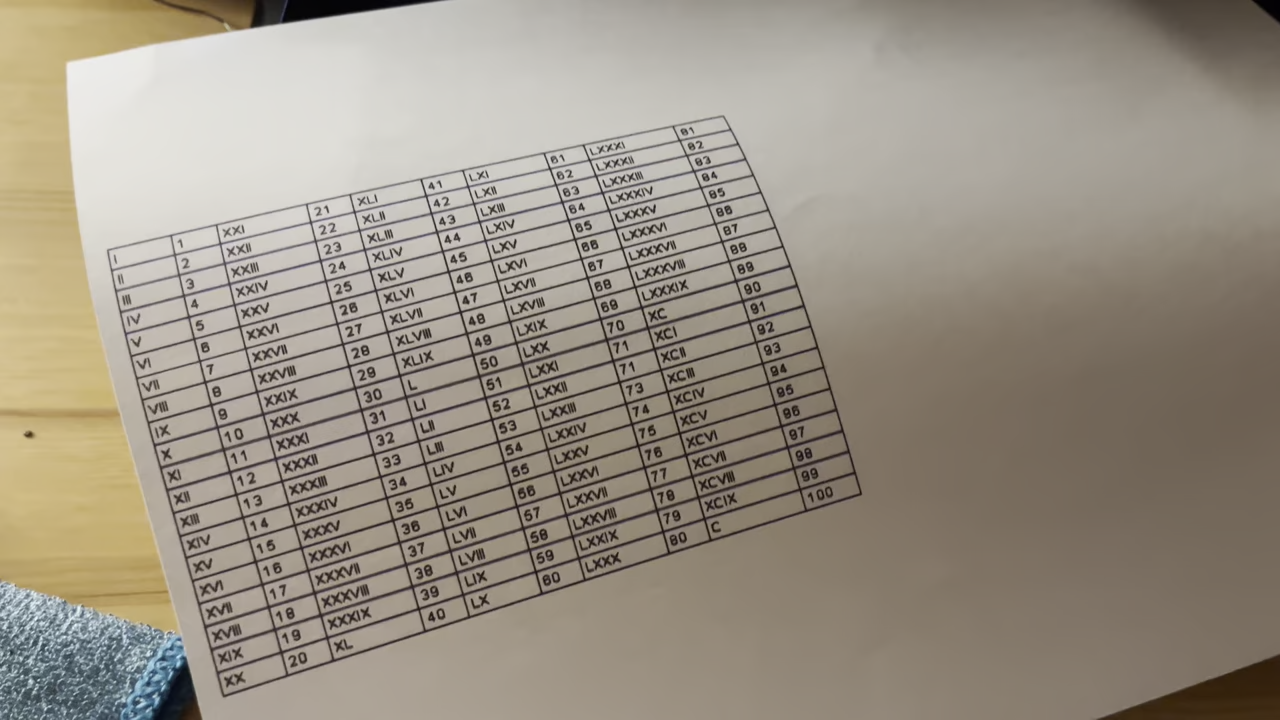 I 1 XXI 21 XLI 41 LXI 61 LXXXI 81
II 2 XXII 22 XLII 42 LXII 62 LXXXII 82
III 3 XXIII 23 XLIII 43 LXIII 63 LXXXIII 83
IV 4 XXIV 24 XLIV 44 LXIV 64 LXXXIV 84
V 5 XXV 25 XLV 45 LXV 65 LXXXV 85
VI 6 XXVI 26 XLVI 46 LXVI 66 LXXXVI 86
VII 7 XXVII 27 XLVII 47 LXVII 67 LXXXVII 87
VIII 8 XXVIII 28 XLVIII 48 LXVIII 68 LXXXVIII 88
IX 9 XXIX 29 XLIX 49 LXIX 69 LXXXIX 89
X 10 XXX 30 L 50 LXX 70 XC 90
XI 11 XXXI 31 LI 51 LXXI 71 XCI 91
XII 12 XXXII 32 LII 52 LXXII 71 XCII 92
XIII 13 XXXIII 33 LIII 53 LXXIII 73 XCIII 93
XIV 14 XXXIV 34 LIV 54 LXXIV 74 XCIV 94
XV 15 XXXV 35 LV 55 LXXV 75 XCV 95
XVI 16 XXXVI 36 LVI 56 LXXVI 76 XCVI 96
XVII 17 XXXVII 37 LVII 57 LXXVII 77 XCVII 97
XVIII 18 XXXVIII 38 LVIII 58 LXXVIII 78 XCVIII 98
XIX 19 XXXIX 39 LIX 59 LXXIX 79 XCIX 99
XX 20 XL 40 LX 60 LXXX 80 C 100